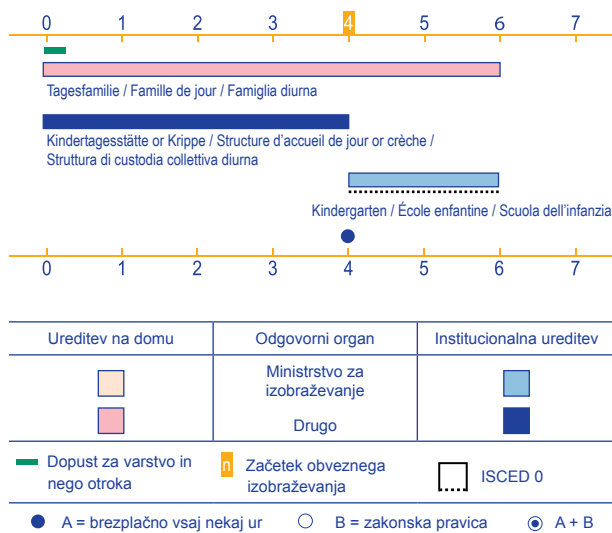 0 1 2 3 4 5 6 7
Tagesfamilie / Famille de jour / Famiglia diurna
Kindertagesstätte or Krippe / Structure d'accueil de jour or crèche /
Struttura di custodia collettiva diurna
Kindergarten / École enfantine / Scuola dell'infanzia
0 1 2 3 4 5 6 7
Ureditev na domu Odgovorni organ Institucionalna ureditev
Ministrstvo za
izobraževanje
Drugo
Dopust za varstvo in
nego otroka
n Začetek obveznega
izobraževanja
ISCED 0
A = brezplačno vsaj nekaj ur B = zakonska pravica A + B